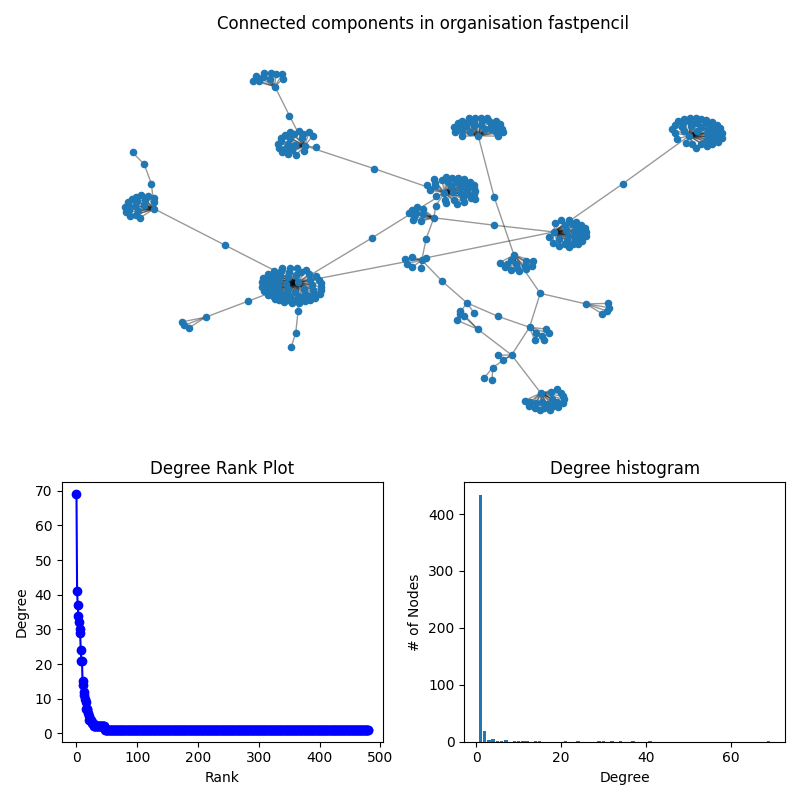 Connected components in organisation fastpencil
Degree Rank Plot
Degree
70
60
50
40
30
20
10
0
0 100 200 300 400 500
Rank
Degree histogram
# of Nodes
400
300
200
100
0
0 20 40 60
Degree